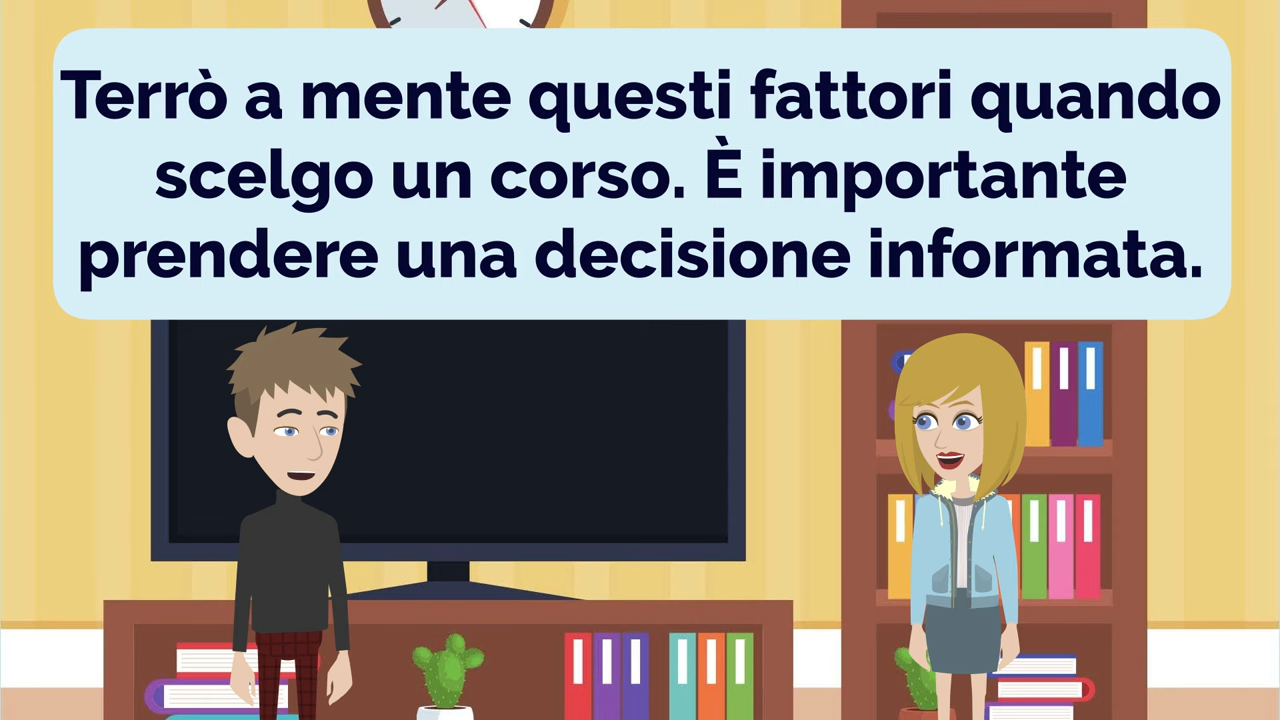 Terrò a mente questi fattori quando
scelgo un corso. È importante
prendere una decisione informata.